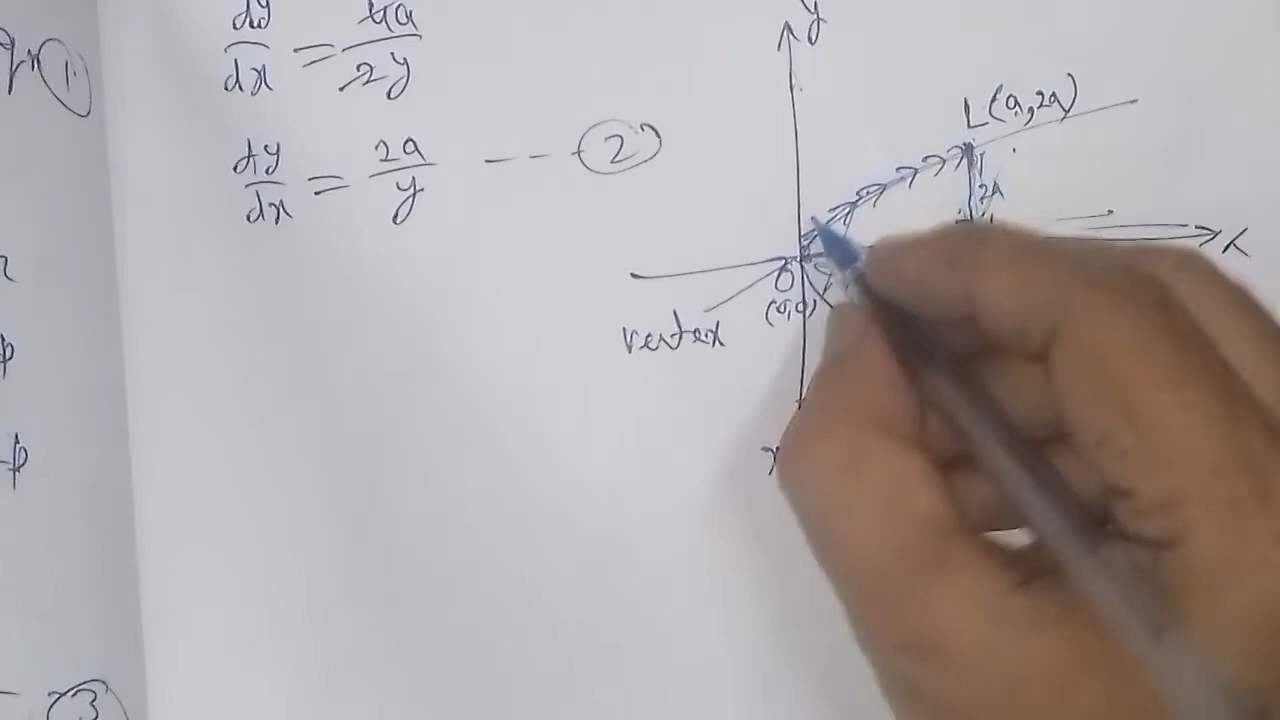 dy/dx = 4a/2y
dy/dx = 2a/y --- (2)
y
L(a,2a)
2a
X
O
(0,0)
vertex
(1)
(3)